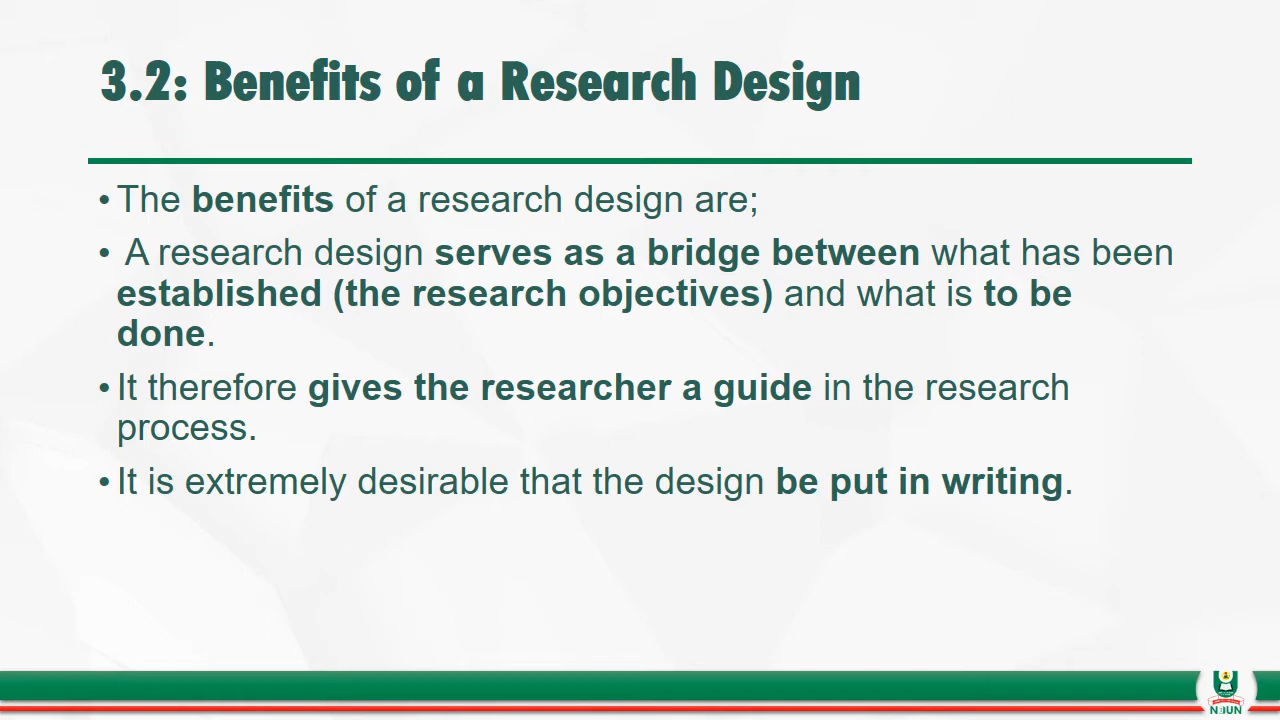 3.2: Benefits of a Research Design
• The benefits of a research design are;
• A research design serves as a bridge between what has been
established (the research objectives) and what is to be
done.
• It therefore gives the researcher a guide in the research
process.
• It is extremely desirable that the design be put in writing.
NOUN